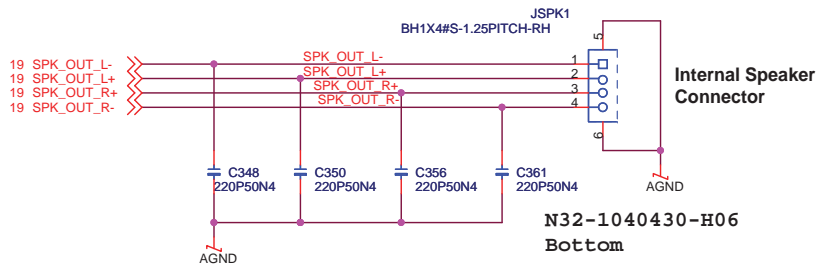 JSPK1
BH1X4#S-1.25PITCH-RH
5
19 SPK_OUT_L- SPK_OUT_L- 1
19 SPK_OUT_L+ SPK_OUT_L+ 2
19 SPK_OUT_R+ SPK_OUT_R+ 3
19 SPK_OUT_R- SPK_OUT_R- 4
Internal Speaker
Connector
6
C348
220P50N4
C350
220P50N4
C356
220P50N4
C361
220P50N4
AGND
N32-1040430-H06
Bottom
AGND